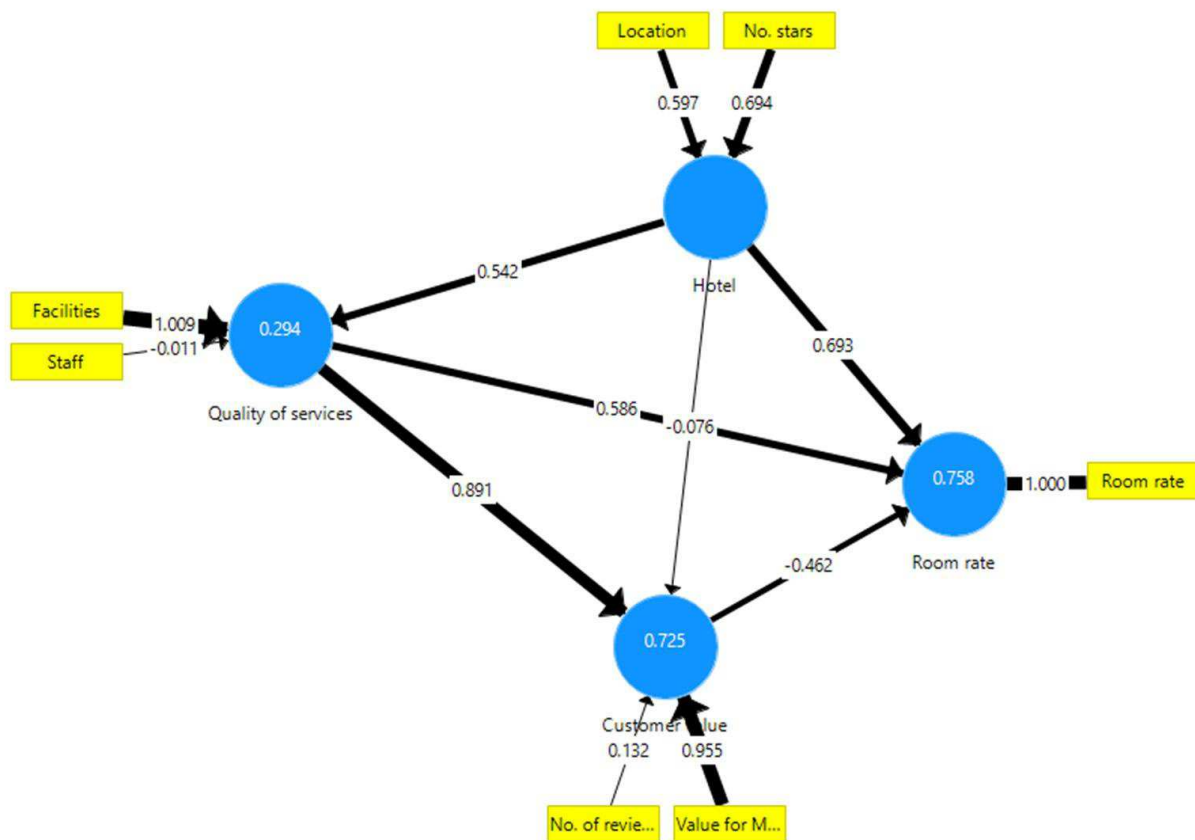 Location
No. stars
0.597
0.694
Hotel
0.542
Facilities
1.009
Staff
-0.011
0.294
Quality of services
0.693
0.586
-0.076
0.891
0.758
1.000
Room rate
Room rate
-0.462
0.725
Customer value
0.132
0.955
No. of revie...
Value for M...